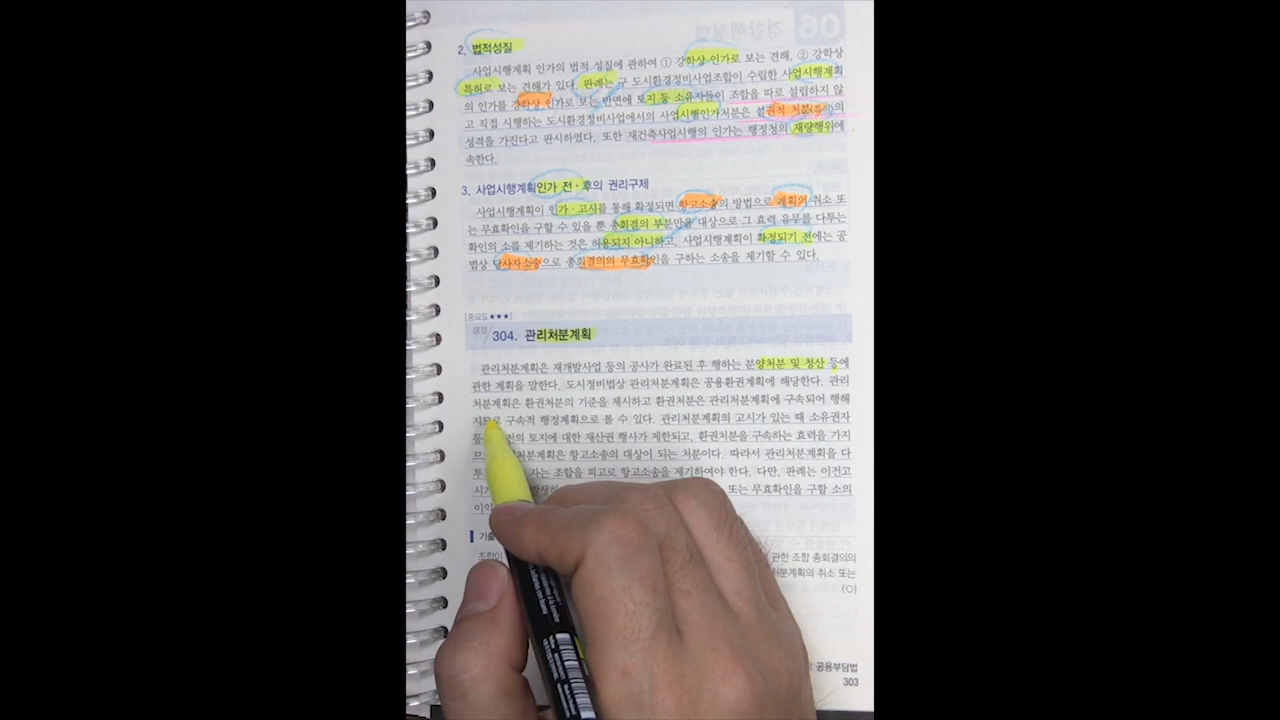 2. 법적성질
사업시행계획 인가의 법적 성질에 관하여 ① 강학상 인가로 보는 견해, ② 강학상
특허로 보는 견해가 있다. 판례는 구 도시환경정비사업조합이 수립한 사업시행계획
의 인가를 강학상 인가로 보는 반면에 토지 등 소유자들이 조합을 따로 설립하지 않
고 직접 시행하는 도시환경정비사업에서의 사업시행인가처분은 설권적 처분(특허)의
성격을 가진다고 판시하였다. 또한 재건축사업시행의 인가는 행정청의 재량행위에
속한다.
3. 사업시행계획인가 전·후의 권리구제
사업시행계획이 인가·고시를 통해 확정되면 항고소송의 방법으로 계획의 취소 또
는 무효확인을 구할 수 있을 뿐 총회결의 부분만을 대상으로 그 효력 유무를 다투는
확인의 소를 제기하는 것은 허용되지 아니하고, 사업시행계획이 확정되기 전에는 공
법상 당사자소송으로 총회결의의 무효확인을 구하는 소송을 제기할 수 있다.
[중요도★★★]
쟁점 304. 관리처분계획
관리처분계획은 재개발사업 등의 공사가 완료된 후 행하는 분양처분 및 청산 등에
관한 계획을 말한다. 도시정비법상 관리처분계획은 공용환권계획에 해당한다. 관리
처분계획은 환권처분의 기준을 제시하고 환권처분은 관리처분계획에 구속되어 행해
지므로 구속적 행정계획으로 볼 수 있다. 관리처분계획의 고시가 있는 때 소유권자
등 전의 토지에 대한 재산권 행사가 제한되고, 환권처분을 구속하는 효력을 가지
므 처분계획은 항고소송의 대상이 되는 처분이다. 따라서 관리처분계획을 다
투 자는 조합을 피고로 항고소송을 제기하여야 한다. 다만, 판례는 이전고
시가 발생하 또는 무효확인을 구할 소의
이익
기출
조합이 관한 조합 총회결의의
처분계획의 취소 또는
(O)
공용부담법
303